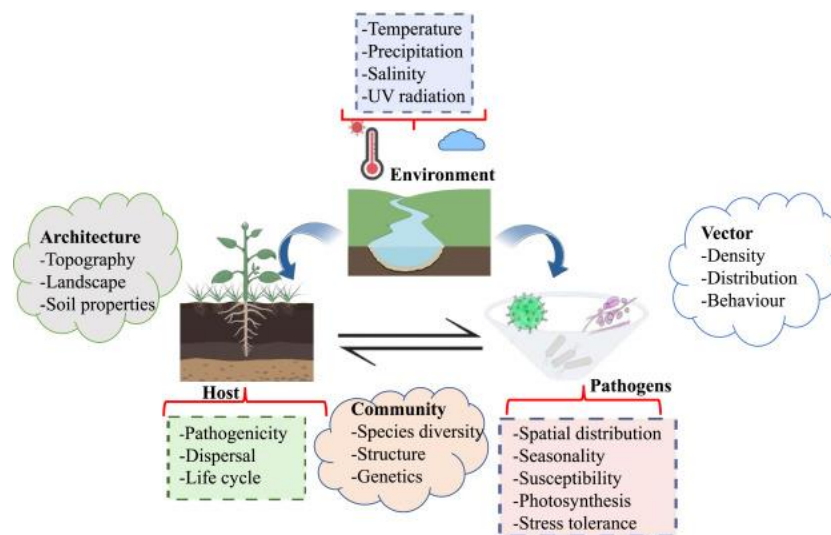 -Temperature
-Precipitation
-Salinity
-UV radiation
Environment
Architecture
-Topography
-Landscape
-Soil properties
Vector
-Density
-Distribution
-Behaviour
Host
-Pathogenicity
-Dispersal
-Life cycle
Community
-Species diversity
-Structure
-Genetics
Pathogens
-Spatial distribution
-Seasonality
-Susceptibility
-Photosynthesis
-Stress tolerance